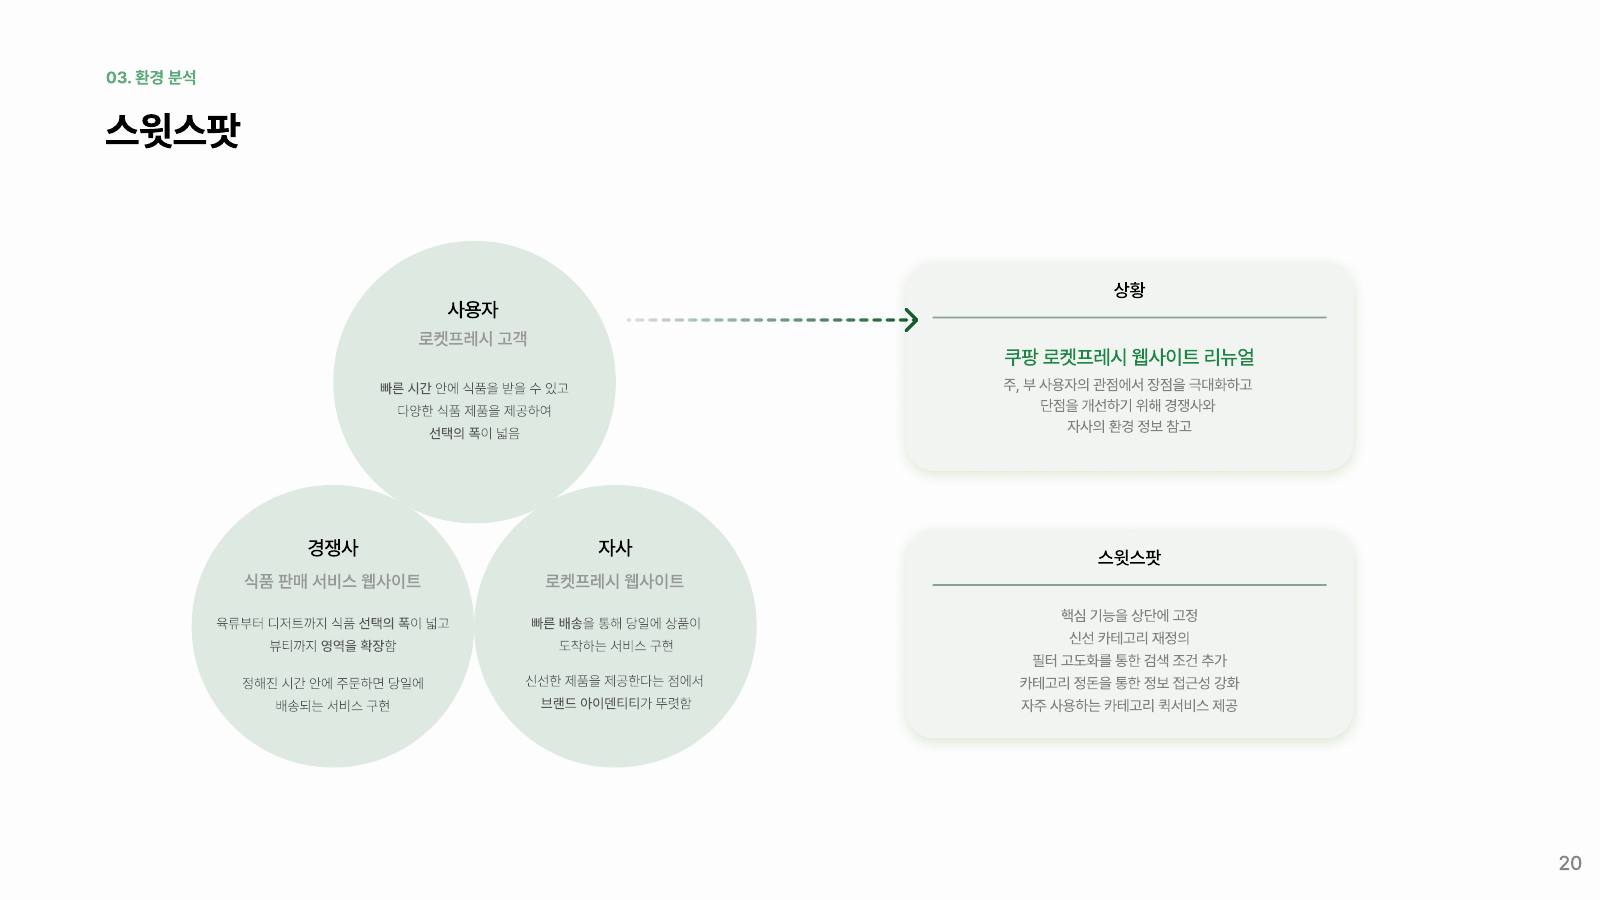 03. 환경 분석
스윗스팟
사용자
로켓프레시 고객
빠른 시간 안에 식품을 받을 수 있고
다양한 식품 제품을 제공하여
선택의 폭이 넓음
경쟁사
식품 판매 서비스 웹사이트
육류부터 디저트까지 식품 선택의 폭이 넓고
뷰티까지 영역을 확장함
정해진 시간 안에 주문하면 당일에
배송되는 서비스 구현
자사
로켓프레시 웹사이트
빠른 배송을 통해 당일에 상품이
도착하는 서비스 구현
신선한 제품을 제공한다는 점에서
브랜드 아이덴티티가 뚜렷함
상황
쿠팡 로켓프레시 웹사이트 리뉴얼
주, 부 사용자의 관점에서 장점을 극대화하고
단점을 개선하기 위해 경쟁사와
자사의 환경 정보 참고
스윗스팟
핵심 기능을 상단에 고정
신선 카테고리 재정의
필터 고도화를 통한 검색 조건 추가
카테고리 정돈을 통한 정보 접근성 강화
자주 사용하는 카테고리 퀵서비스 제공
20